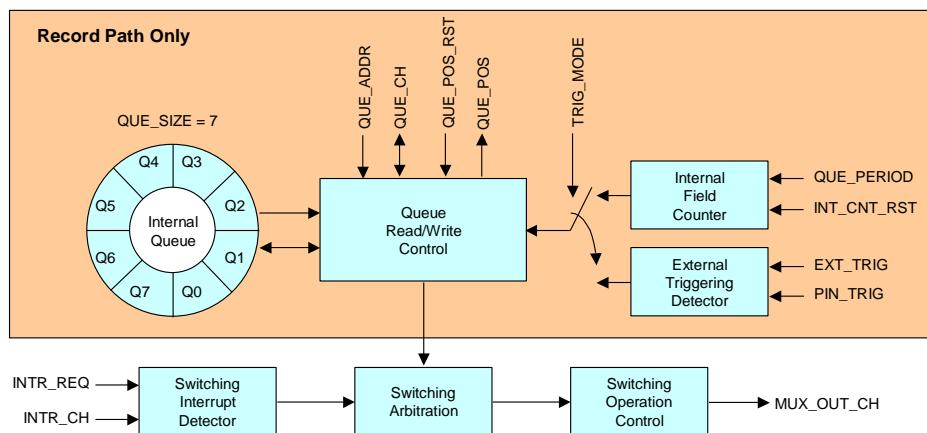 Record Path Only
QUE_ADDR
QUE_CH
QUE_POS_RST
QUE_POS
TRIG_MODE
QUE_SIZE = 7
Q4
Q3
Q5
Q2
Q6
Q1
Q7
Q0
Internal
Queue
Queue
Read/Write
Control
Internal
Field
Counter
QUE_PERIOD
INT_CNT_RST
External
Triggering
Detector
EXT_TRIG
PIN_TRIG
INTR_REQ
INTR_CH
Switching
Interrupt
Detector
Switching
Arbitration
Switching
Operation
Control
MUX_OUT_CH